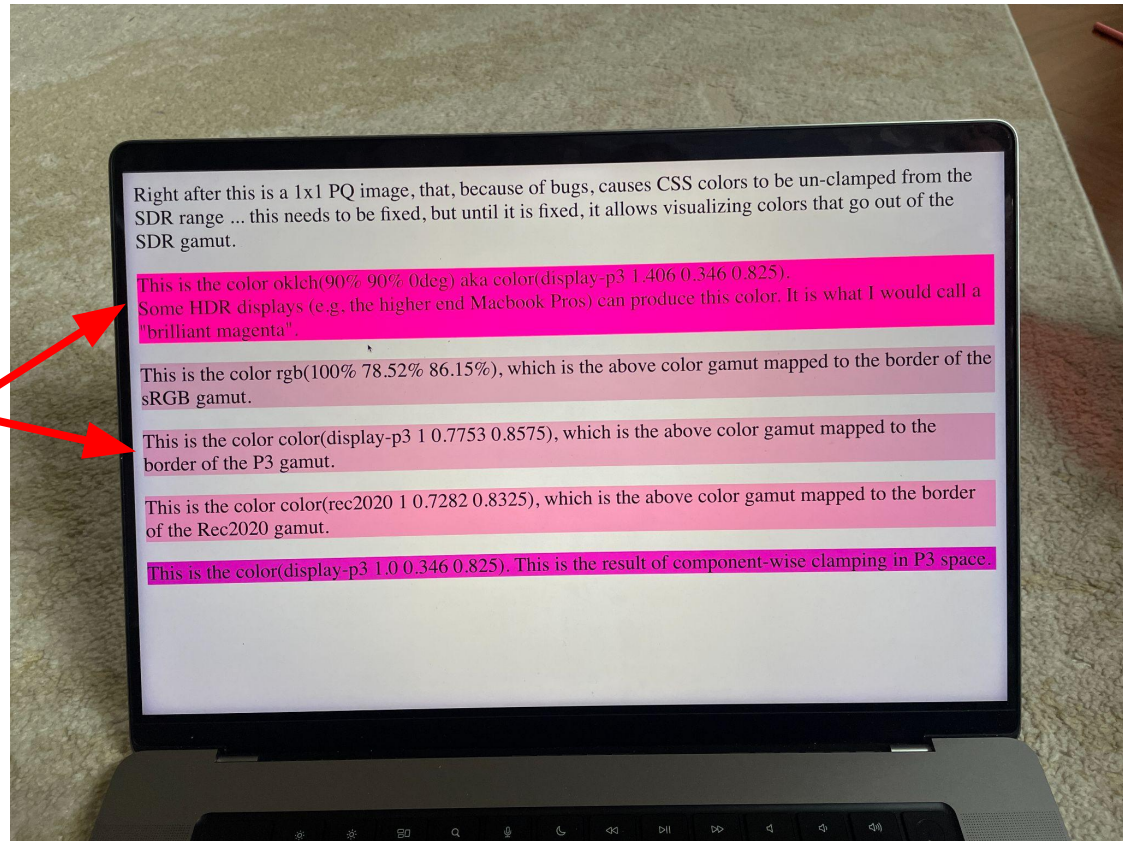 Right after this is a 1x1 PQ image, that, because of bugs, causes CSS colors to be un-clamped from the
SDR range ... this needs to be fixed, but until it is fixed, it allows visualizing colors that go out of the
SDR gamut.
This is the color oklch(90% 90% 0deg) aka color(display-p3 1.406 0.346 0.825).
Some HDR displays (e.g, the higher end Macbook Pros) can produce this color. It is what I would call a
"brilliant magenta".
This is the color rgb(100% 78.52% 86.15%), which is the above color gamut mapped to the border of the
sRGB gamut.
This is the color color(display-p3 1 0.7753 0.8575), which is the above color gamut mapped to the
border of the P3 gamut.
This is the color color(rec2020 1 0.7282 0.8325), which is the above color gamut mapped to the border
of the Rec2020 gamut.
This is the color(display-p3 1.0 0.346 0.825). This is the result of component-wise clamping in P3 space.